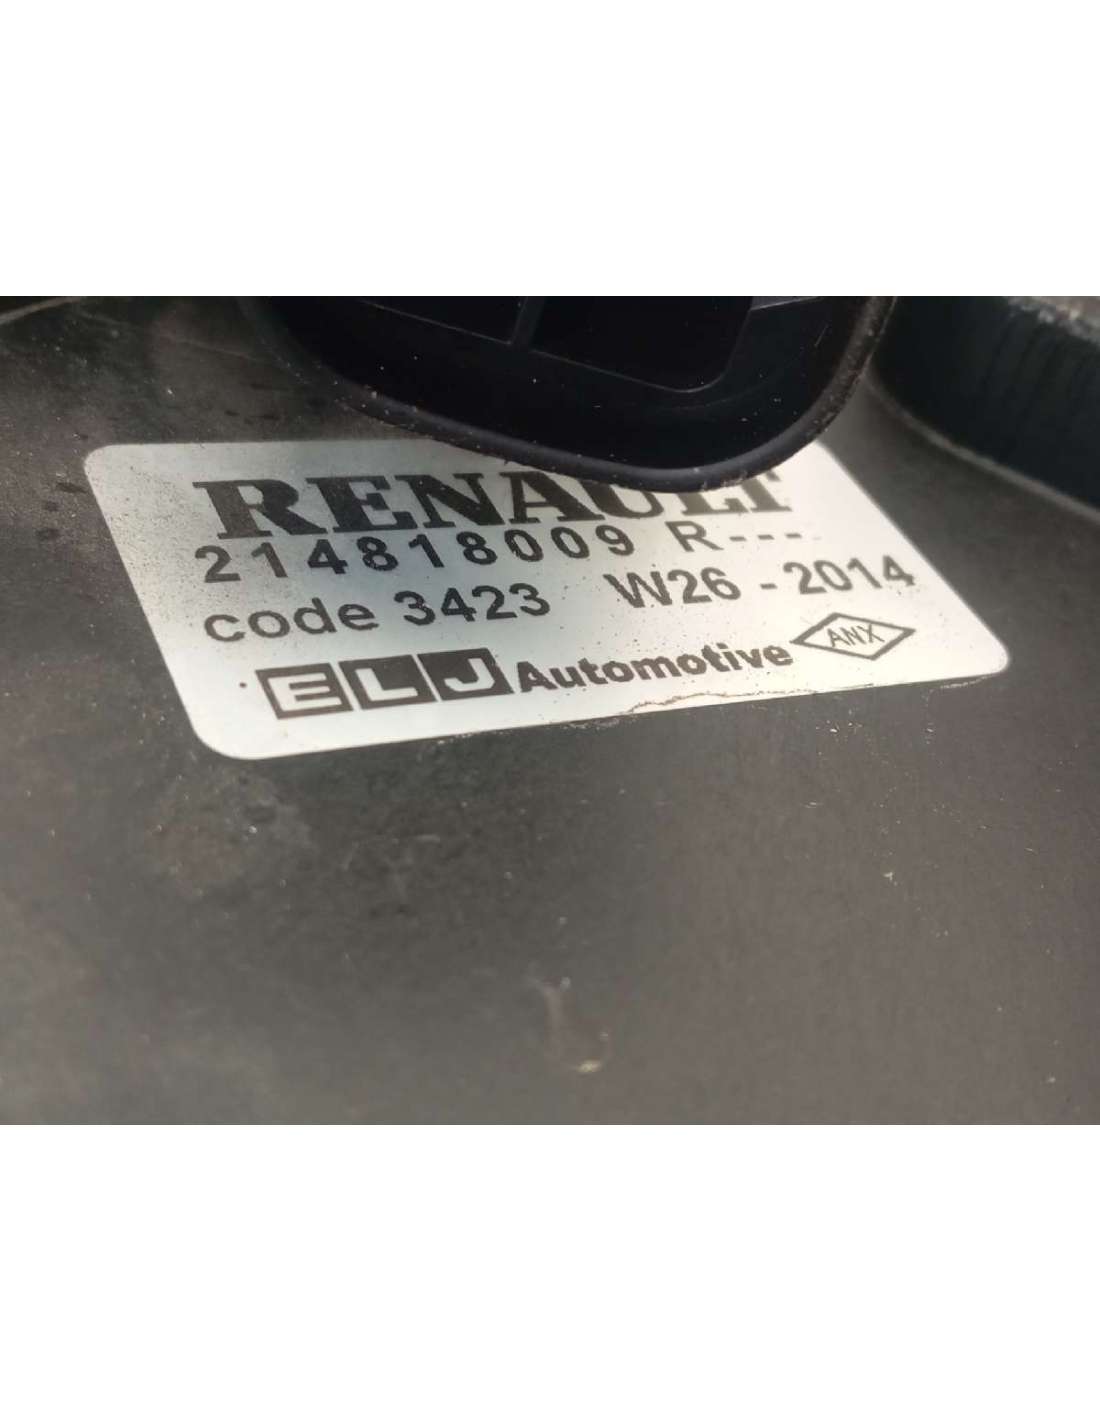 RENAULT
214818009 R---
code 3423 W26 - 2014
ELJ Automotive ANX